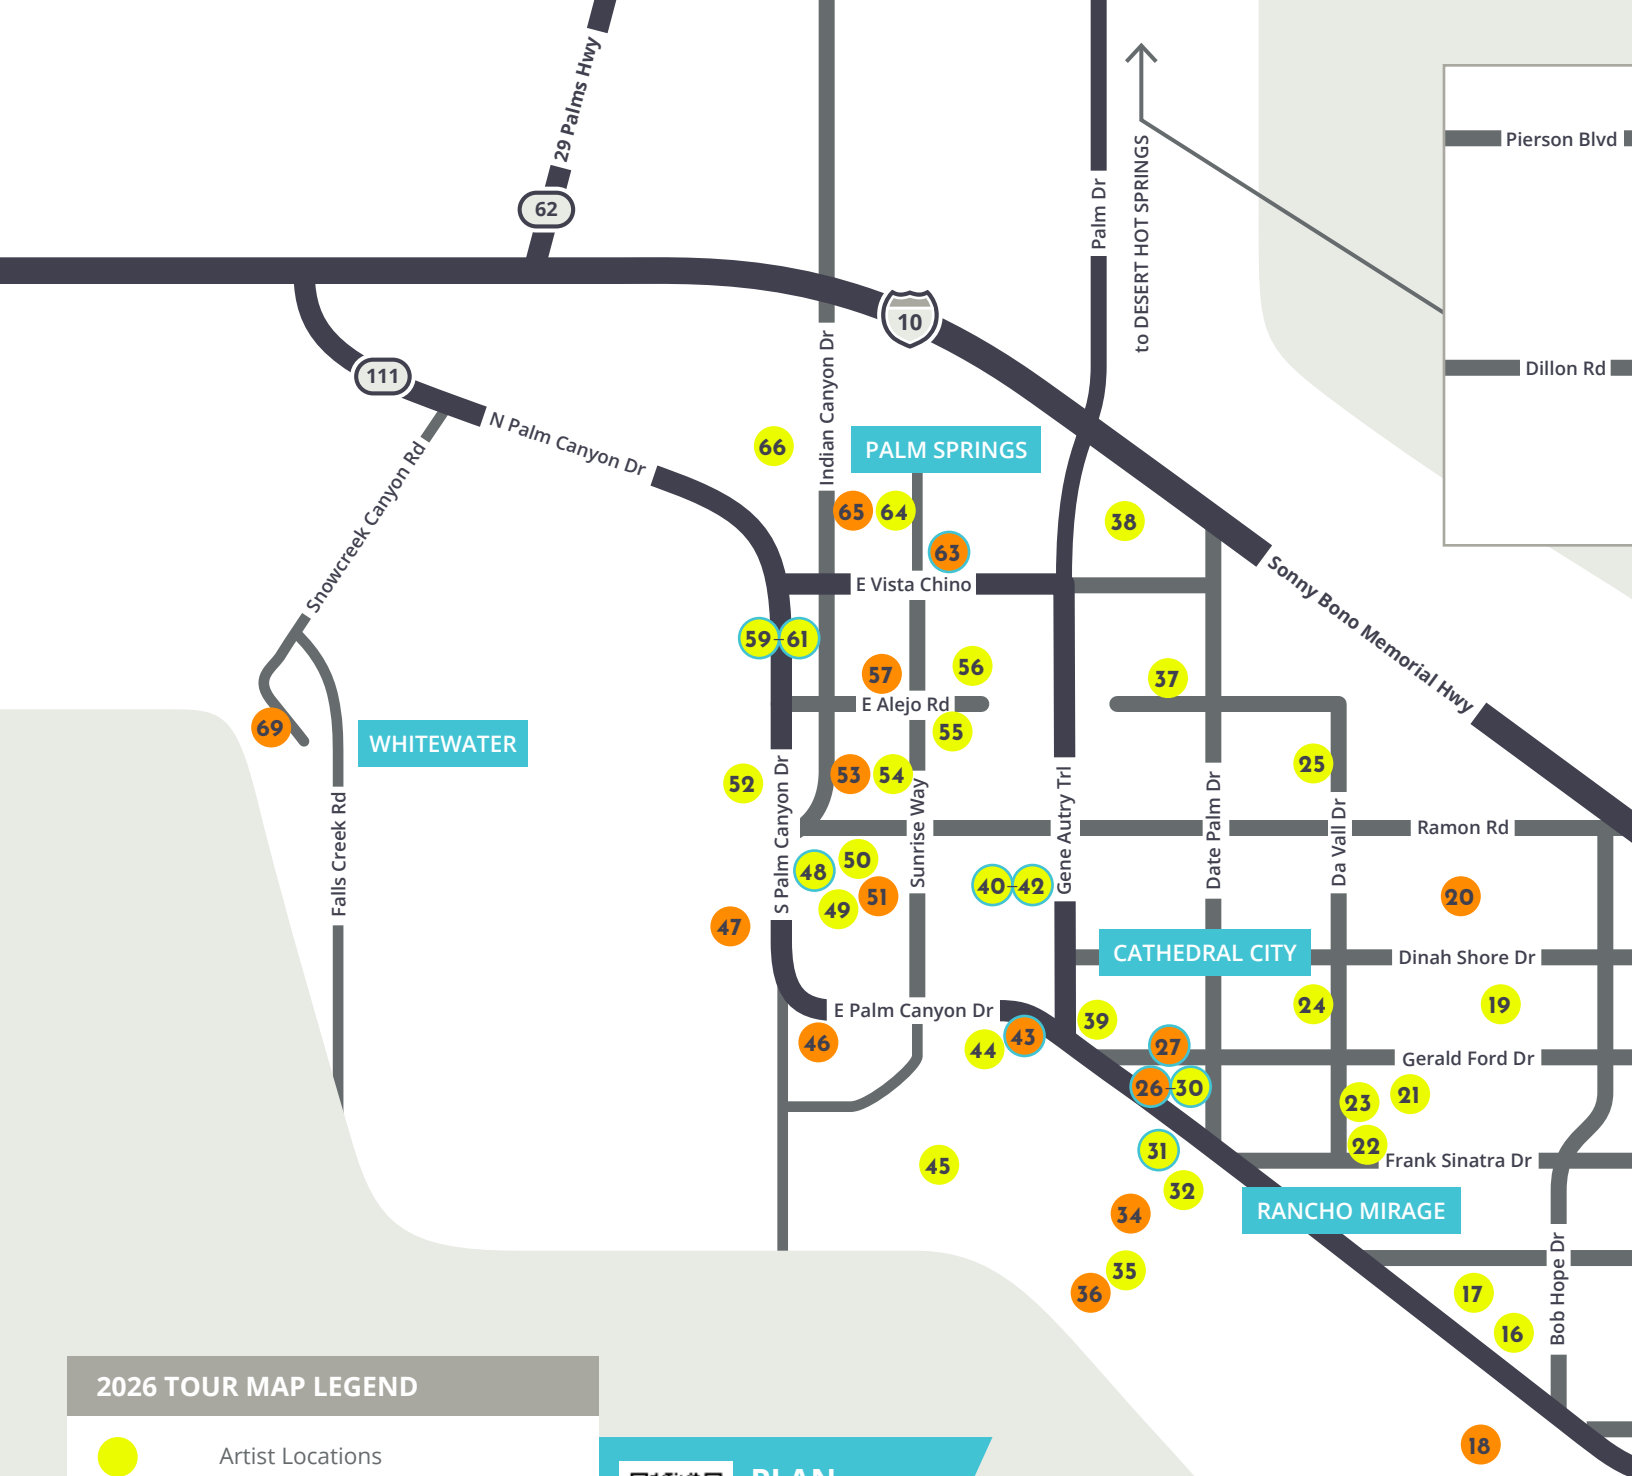 29 Palms Hwy
62
Palm Dr
to DESERT HOT SPRINGS
Pierson Blvd
Dillon Rd
10
111
N Palm Canyon Dr
Snowcreek Canyon Rd
Indian Canyon Dr
PALM SPRINGS
66
65
64
63
38
E Vista Chino
Sonny Bono Memorial Hwy
59-61
57
56
37
E Alejo Rd
55
69
WHITEWATER
52
53
54
25
Falls Creek Rd
S Palm Canyon Dr
Sunrise Way
Gene Autry Trl
Date Palm Dr
Da Vall Dr
Ramon Rd
48
50
49
51
40-42
20
47
CATHEDRAL CITY
Dinah Shore Dr
E Palm Canyon Dr
24
19
39
46
44
43
27
Gerald Ford Dr
26-30
23
21
22
31
Frank Sinatra Dr
45
32
34
RANCHO MIRAGE
35
36
17
16
Bob Hope Dr
18
2026 TOUR MAP LEGEND
Artist Locations
PLAN